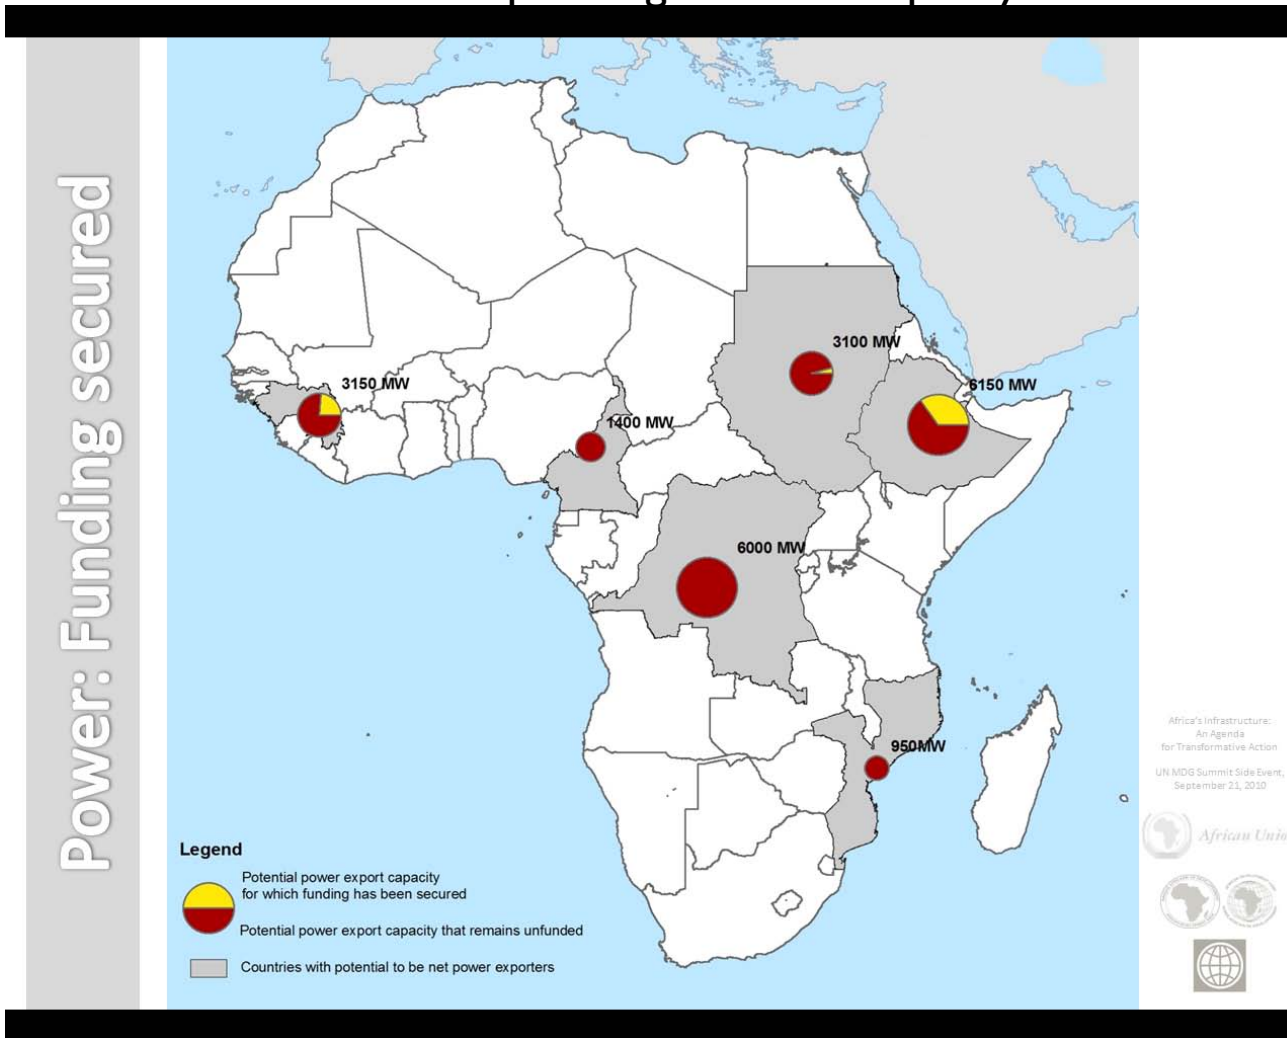 Power: Funding secured
3100 MW
6150 MW
3150 MW
1400 MW
6000 MW
950MW
Legend
Potential power export capacity
for which funding has been secured
Potential power export capacity that remains unfunded
Countries with potential to be net power exporters
Africa's Infrastructure:
An Agenda
for Transformative Action
UN MDG Summit Side Event,
September 21, 2010
African Unio